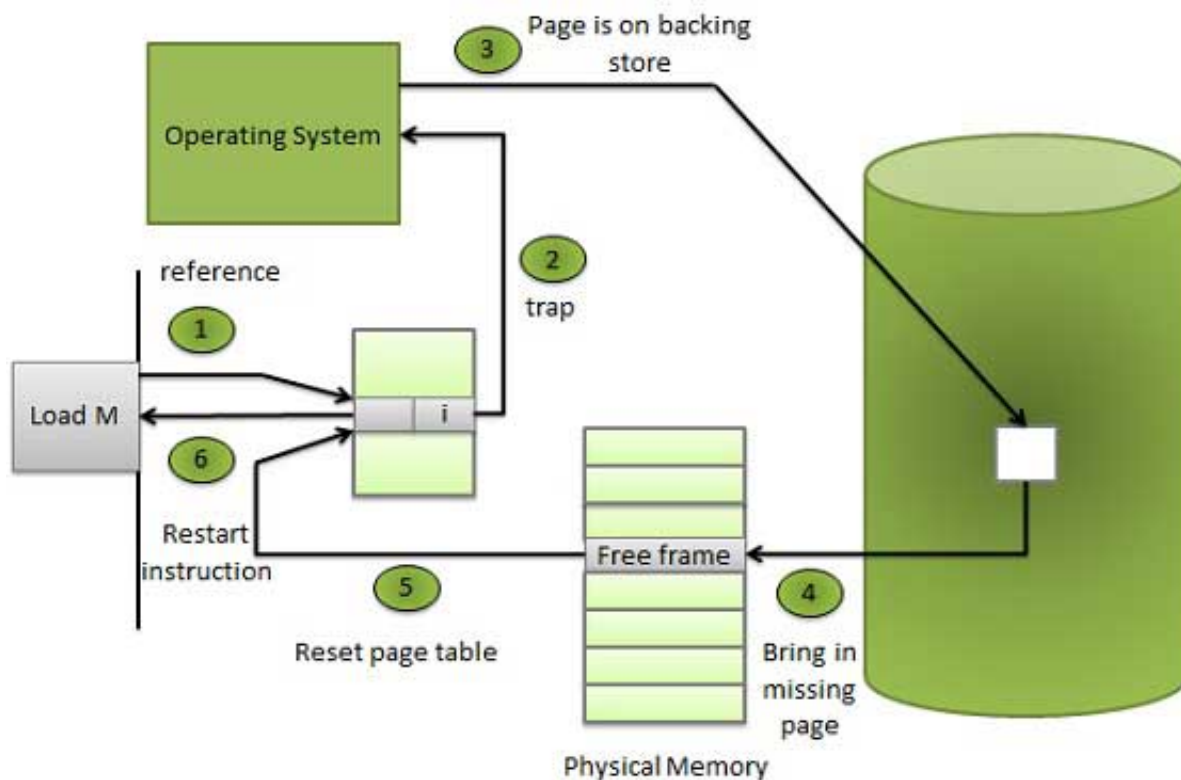 3
Page is on backing
store
Operating System
2
trap
reference
1
Load M
i
6
Restart
instruction
Free frame
5
Reset page table
4
Bring in
missing
page
Physical Memory